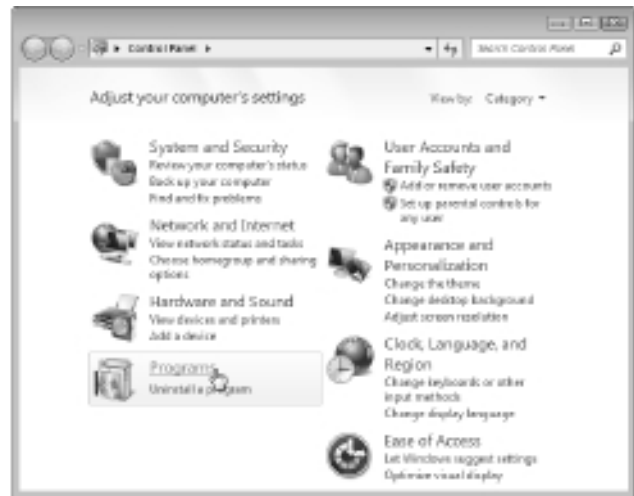 Control Panel
Search Control Panel
Adjust your computer's settings
View by: Category
System and Security
Review your computer's status
Back up your computer
Find and fix problems
Network and Internet
View network status and tasks
Choose homegroup and sharing
options
Hardware and Sound
View devices and printers
Add a device
Programs
Uninstall a program
User Accounts and
Family Safety
Add or remove user accounts
Set up parental controls for
any user
Appearance and
Personalization
Change the theme
Change desktop background
Adjust screen resolution
Clock, Language, and
Region
Change keyboards or other
input methods
Change display language
Ease of Access
Let Windows suggest settings
Optimize visual display